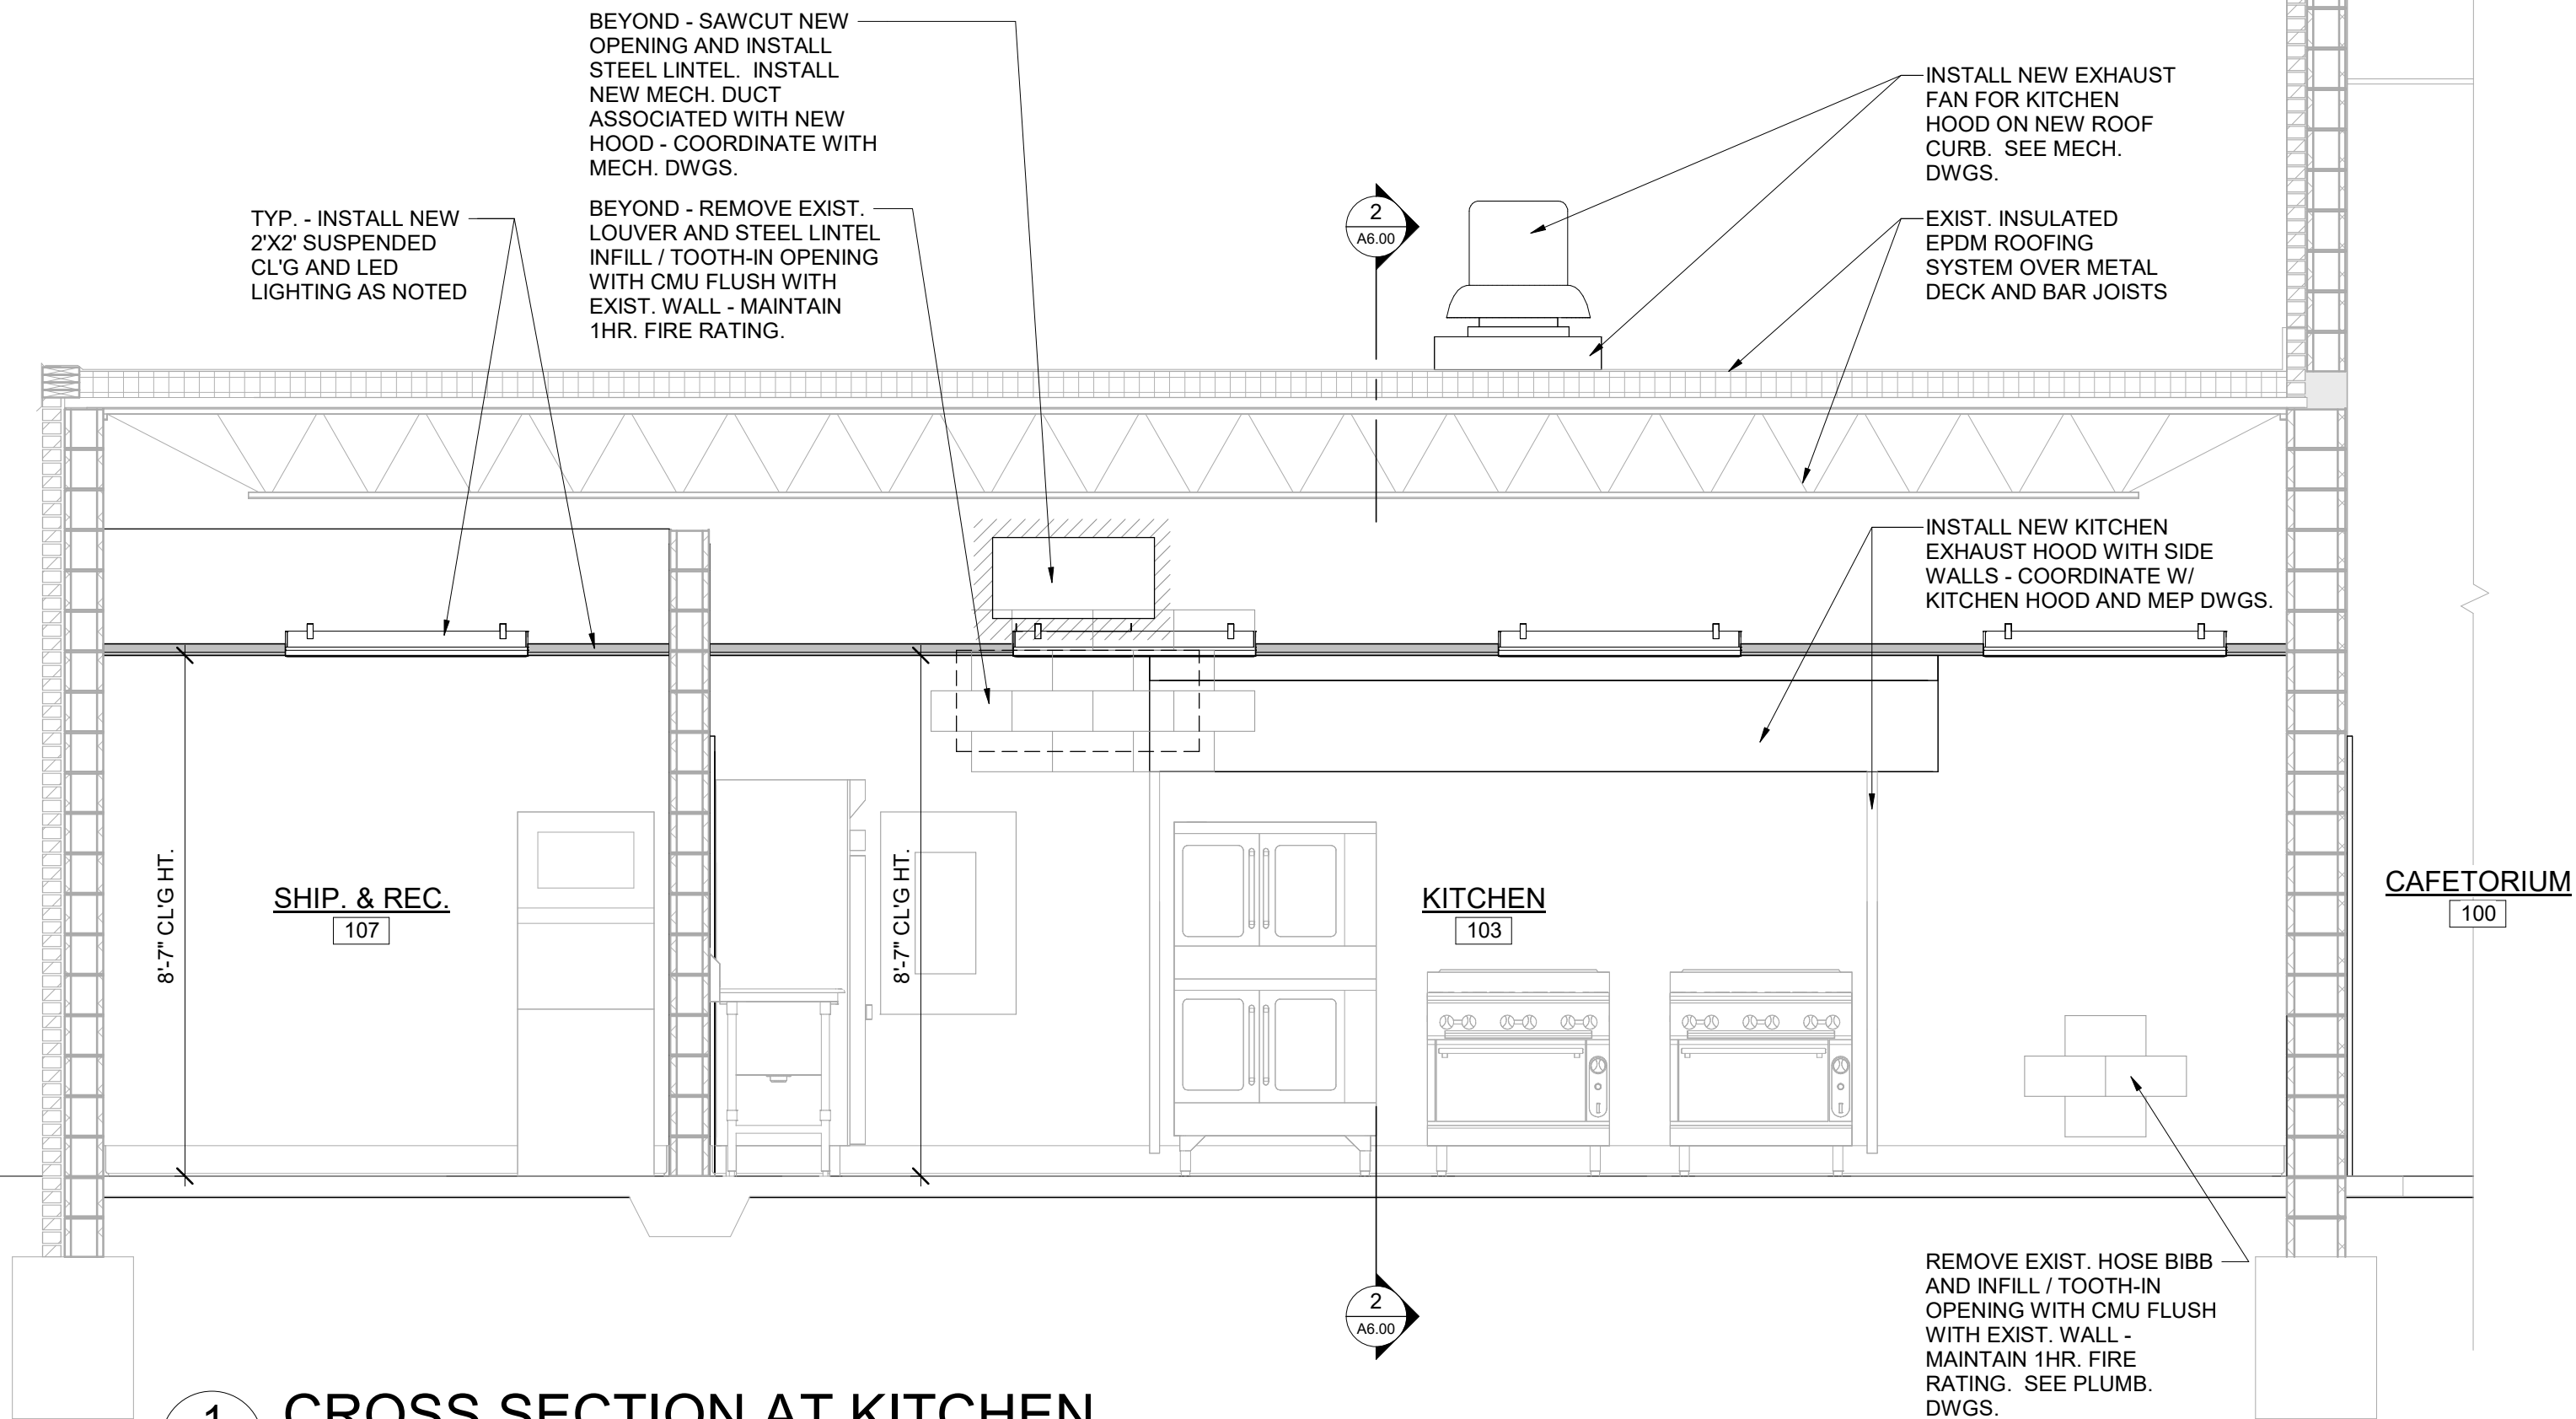 BEYOND - SAWCUT NEW
OPENING AND INSTALL
STEEL LINTEL.  INSTALL
NEW MECH. DUCT
ASSOCIATED WITH NEW
HOOD - COORDINATE WITH
MECH. DWGS.
INSTALL NEW EXHAUST
FAN FOR KITCHEN
HOOD ON NEW ROOF
CURB.  SEE MECH.
DWGS.
TYP. - INSTALL NEW
2'X2' SUSPENDED
CL'G AND LED
LIGHTING AS NOTED
BEYOND - REMOVE EXIST.
LOUVER AND STEEL LINTEL
INFILL / TOOTH-IN OPENING
WITH CMU FLUSH WITH
EXIST. WALL - MAINTAIN
1HR. FIRE RATING.
2
A6.00
EXIST. INSULATED
EPDM ROOFING
SYSTEM OVER METAL
DECK AND BAR JOISTS
INSTALL NEW KITCHEN
EXHAUST HOOD WITH SIDE
WALLS - COORDINATE W/
KITCHEN HOOD AND MEP DWGS.
8'-7" CL'G HT.
SHIP. & REC.
107
8'-7" CL'G HT.
KITCHEN
103
CAFETORIUM
100
2
A6.00
REMOVE EXIST. HOSE BIBB
AND INFILL / TOOTH-IN
OPENING WITH CMU FLUSH
WITH EXIST. WALL -
MAINTAIN 1HR. FIRE
RATING.  SEE PLUMB.
DWGS.
1
CROSS SECTION AT KITCHEN